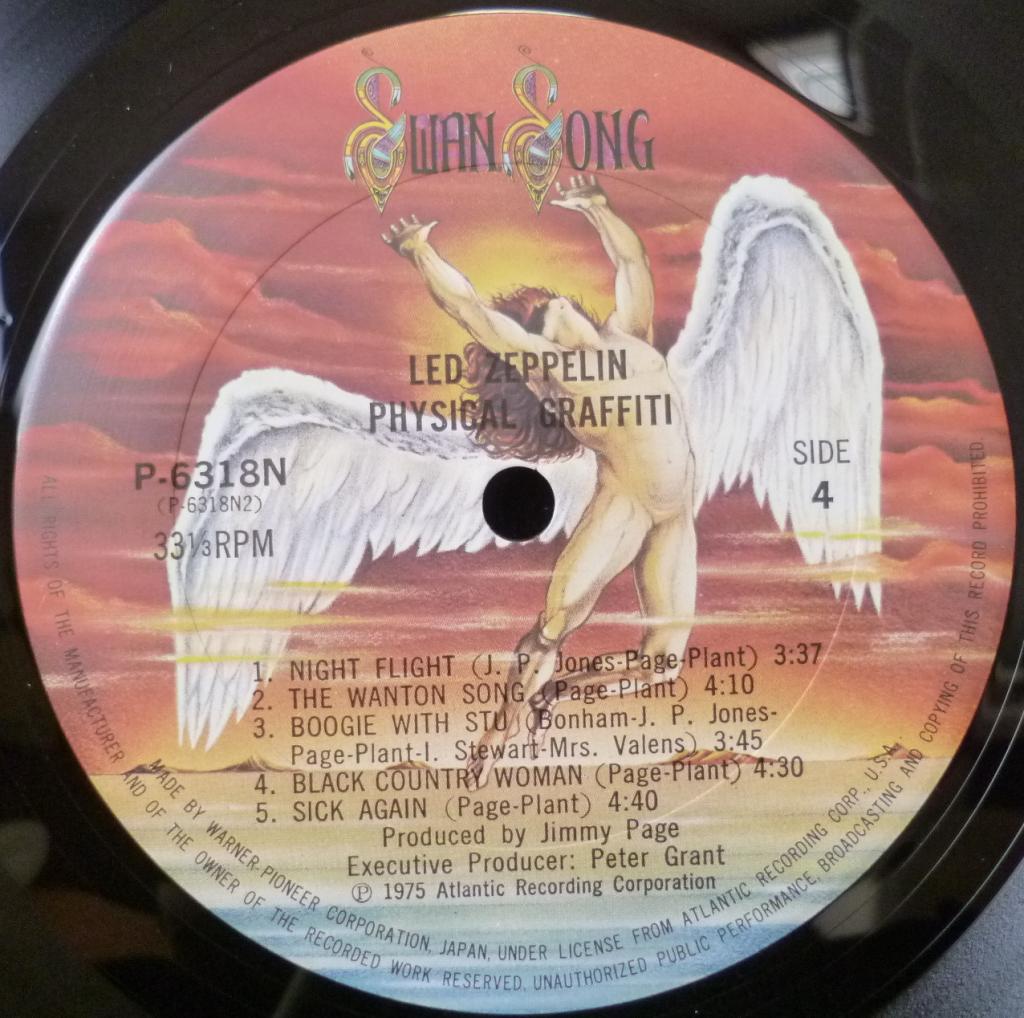 SWAN SONG
LED ZEPPELIN
PHYSICAL GRAFFITI
P-6318N
(P-6318N2)
33⅓RPM
SIDE
4
1. NIGHT FLIGHT (J. P. Jones-Page-Plant) 3:37
2. THE WANTON SONG (Page-Plant) 4:10
3. BOOGIE WITH STU (Bonham-J. P. Jones-
Page-Plant-I. Stewart-Mrs. Valens) 3:45
4. BLACK COUNTRY WOMAN (Page-Plant) 4:30
5. SICK AGAIN (Page-Plant) 4:40
Produced by Jimmy Page
Executive Producer: Peter Grant
Ⓟ 1975 Atlantic Recording Corporation
MADE BY WARNER-PIONEER CORPORATION, JAPAN, UNDER LICENSE FROM ATLANTIC RECORDING CORP., U.S.A.
ALL RIGHTS OF THE MANUFACTURER AND OF THE OWNER OF THE RECORDED WORK RESERVED. UNAUTHORIZED PUBLIC PERFORMANCE, BROADCASTING AND COPYING OF THIS RECORD PROHIBITED.